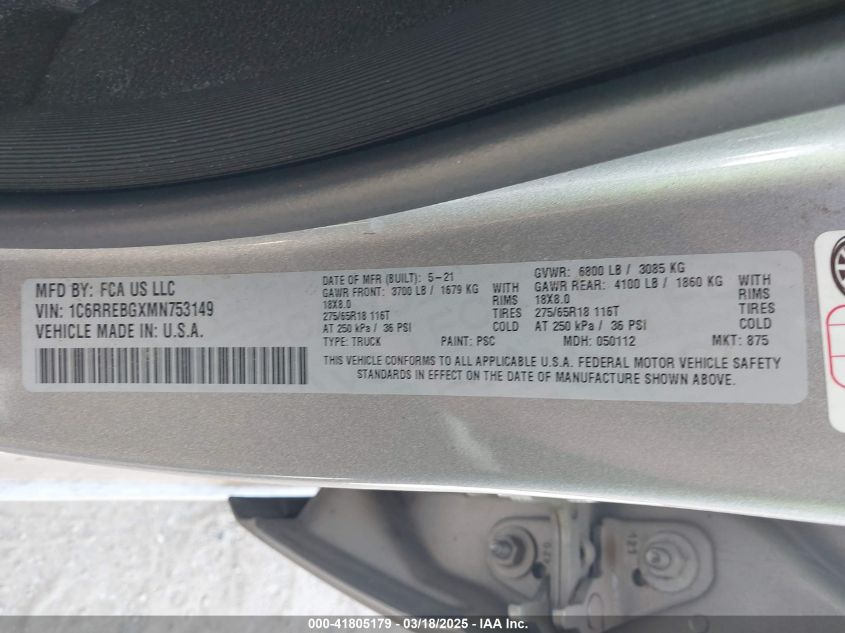 MFD BY: FCA US LLC
VIN: 1C6RREBGXMN753149
VEHICLE MADE IN U.S.A.
DATE OF MFR (BUILT): 5-21 GVWR: 6800 LB / 3085 KG
GAWR FRONT: 3700 LB / 1679 KG WITH GAWR REAR: 4100 LB / 1860 KG WITH
18X8.0 RIMS 18X8.0 RIMS
275/65R18 116T TIRES 275/65R18 116T TIRES
AT 250 kPa / 36 PSI COLD AT 250 kPa / 36 PSI COLD
TYPE: TRUCK PAINT: PSC MDH: 050112 MKT: 875
THIS VEHICLE CONFORMS TO ALL APPLICABLE U.S.A. FEDERAL MOTOR VEHICLE SAFETY
STANDARDS IN EFFECT ON THE DATE OF MANUFACTURE SHOWN ABOVE.
121
000-41805179 - 03/18/2025 - IAA Inc.